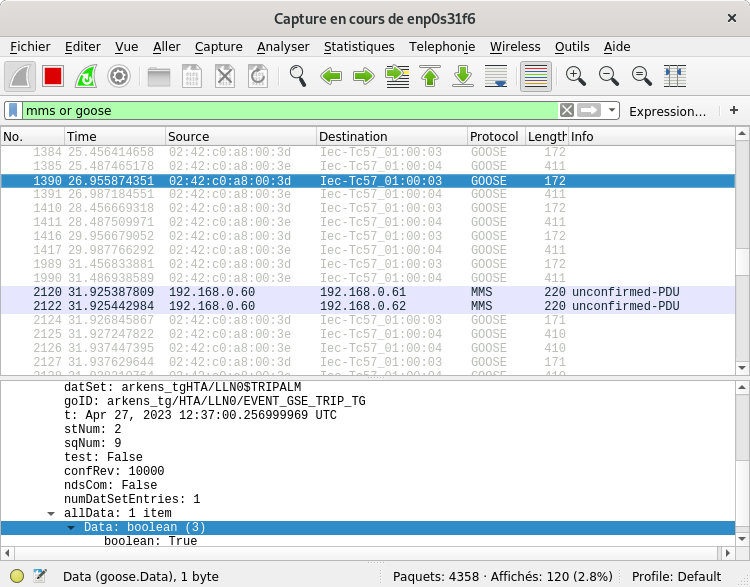 Capture en cours de enp0s31f6
Fichier Editer Vue Aller Capture Analyser Statistiques Telephonie Wireless Outils Aide
mms or goose Expression… +
No. Time Source Destination Protocol Length Info
1384 25.456414658 02:42:c0:a8:00:3d Iec-Tc57_01:00:03 GOOSE 172
1385 25.487465178 02:42:c0:a8:00:3e Iec-Tc57_01:00:04 GOOSE 411
1390 26.955874351 02:42:c0:a8:00:3d Iec-Tc57_01:00:03 GOOSE 172
1391 26.987184551 02:42:c0:a8:00:3e Iec-Tc57_01:00:04 GOOSE 411
1410 28.456669318 02:42:c0:a8:00:3d Iec-Tc57_01:00:03 GOOSE 172
1411 28.487509971 02:42:c0:a8:00:3e Iec-Tc57_01:00:04 GOOSE 411
1416 29.956679052 02:42:c0:a8:00:3d Iec-Tc57_01:00:03 GOOSE 172
1417 29.987766292 02:42:c0:a8:00:3e Iec-Tc57_01:00:04 GOOSE 411
1989 31.456833881 02:42:c0:a8:00:3d Iec-Tc57_01:00:03 GOOSE 172
1990 31.486938589 02:42:c0:a8:00:3e Iec-Tc57_01:00:04 GOOSE 411
2120 31.925387809 192.168.0.60 192.168.0.61 MMS 220 unconfirmed-PDU
2122 31.925442984 192.168.0.60 192.168.0.62 MMS 220 unconfirmed-PDU
2124 31.926845867 02:42:c0:a8:00:3d Iec-Tc57_01:00:03 GOOSE 171
2125 31.927247822 02:42:c0:a8:00:3e Iec-Tc57_01:00:04 GOOSE 410
2126 31.937447395 02:42:c0:a8:00:3e Iec-Tc57_01:00:04 GOOSE 410
2127 31.937629644 02:42:c0:a8:00:3d Iec-Tc57_01:00:03 GOOSE 171
datSet: arkens_tgHTA/LLN0$TRIPALM
goID: arkens_tg/HTA/LLN0/EVENT_GSE_TRIP_TG
t: Apr 27, 2023 12:37:00.256999969 UTC
stNum: 2
sqNum: 9
test: False
confRev: 10000
ndsCom: False
numDatSetEntries: 1
allData: 1 item
Data: boolean (3)
boolean: True
Data (goose.Data), 1 byte Paquets: 4358 · Affichés: 120 (2.8%) Profile: Default